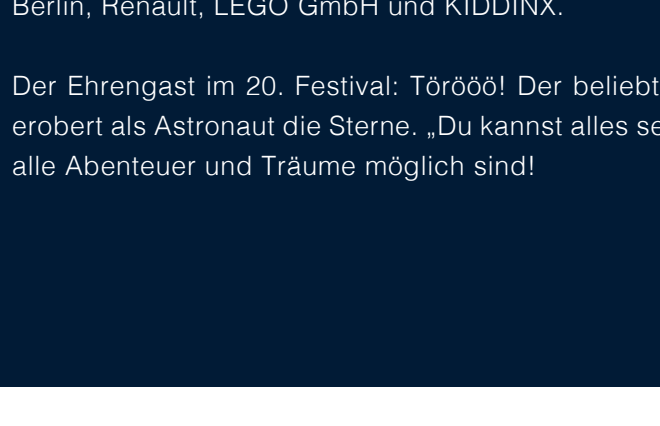 Berlin, Renault, LEGO GmbH und KIDDINX.
Der Ehrengast im 20. Festival: Törööö! Der beliebt
erobert als Astronaut die Sterne. „Du kannst alles se
alle Abenteuer und Träume möglich sind!